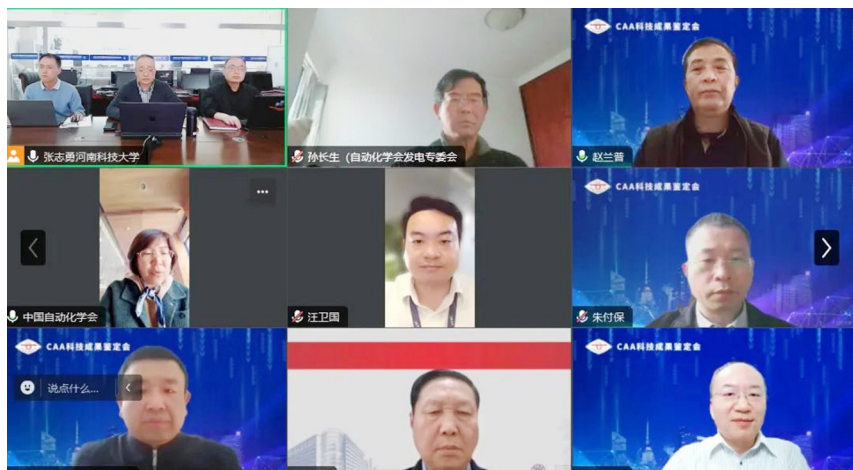 张志勇河南科技大学
孙长生（自动化学会发电专委会
CAA科技成果鉴定会
赵兰普
中国自动化学会
汪卫国
CAA科技成果鉴定会
朱付保
CAA科技成果鉴定会
说点什么...
CAA科技成果鉴定会